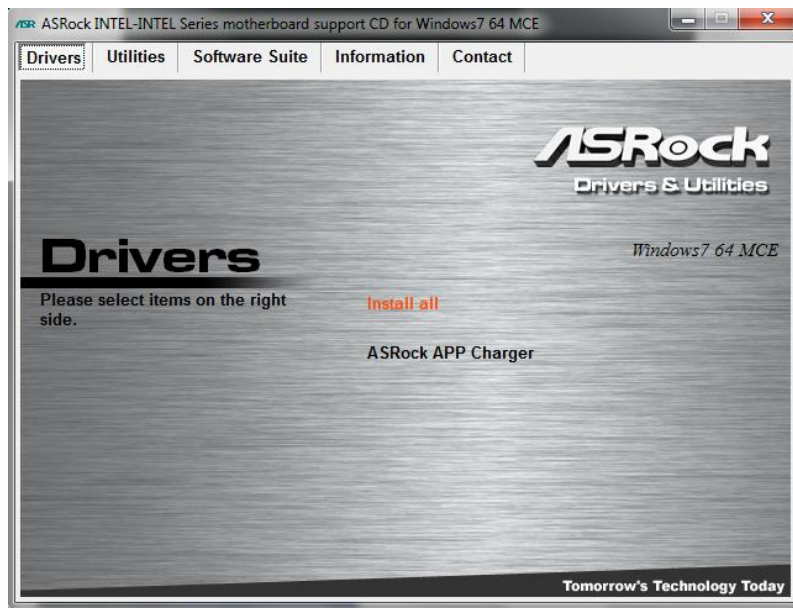 ASRock INTEL-INTEL Series motherboard support CD for Windows7 64 MCE
Drivers Utilities Software Suite Information Contact
ASRock
Drivers & Utilities
Windows7 64 MCE
Drivers
Please select items on the right
side.
Install all
ASRock APP Charger
Tomorrow's Technology Today